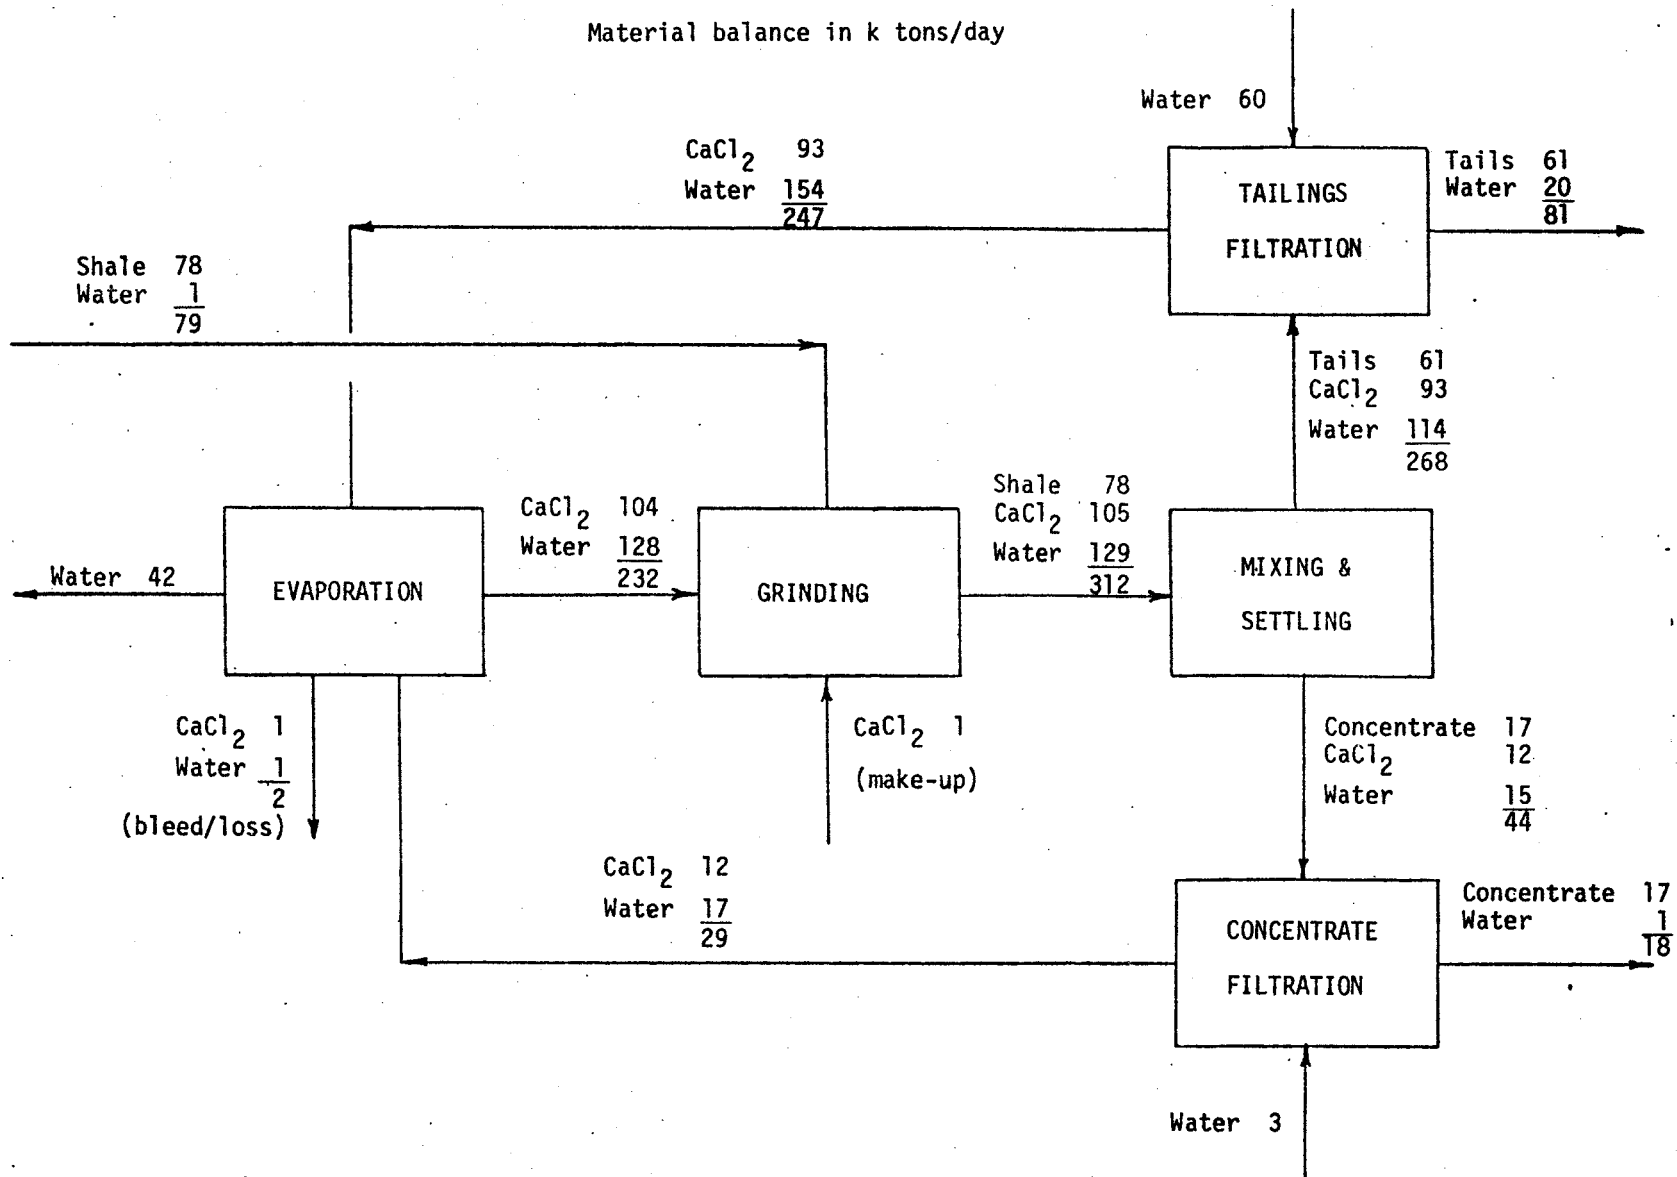 Material balance in k tons/day
Water 60
CaCl2 93
Water 154
247
TAILINGS
FILTRATION
Tails 61
Water 20
81
Shale 78
Water 1
79
Tails 61
CaCl2 93
Water 114
268
Water 42
EVAPORATION
CaCl2 104
Water 128
232
GRINDING
Shale 78
CaCl2 105
Water 129
312
MIXING &
SETTLING
CaCl2 1
Water 1
2
(bleed/loss)
CaCl2 1
(make-up)
Concentrate 17
CaCl2 12
Water 15
44
CaCl2 12
Water 17
29
CONCENTRATE
FILTRATION
Concentrate 17
Water 1
18
Water 3